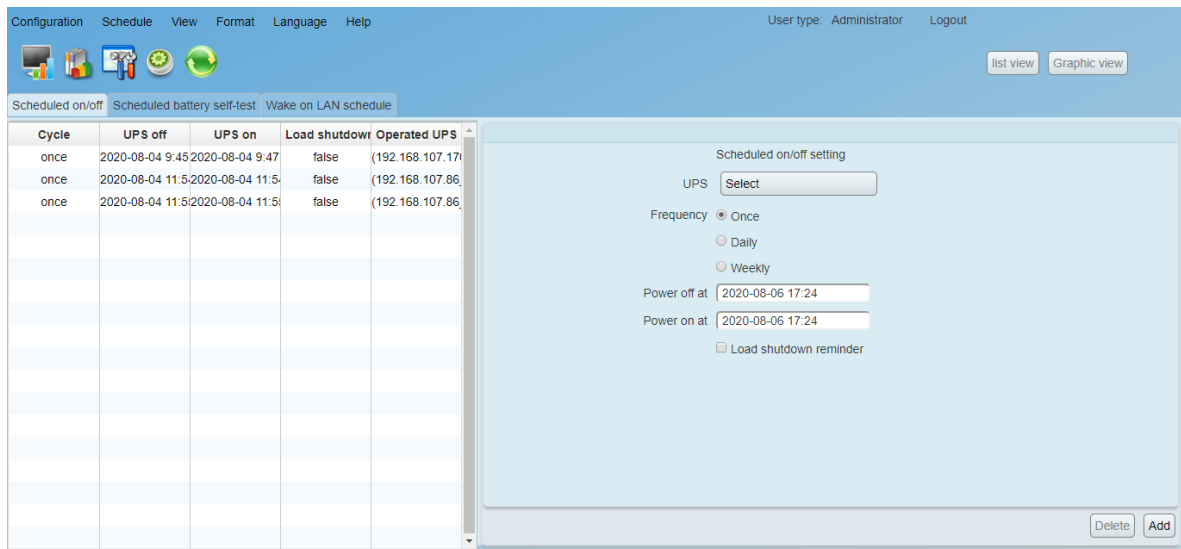 Configuration Schedule View Format Language Help User type: Administrator Logout
list view Graphic view
Scheduled on/off Scheduled battery self-test Wake on LAN schedule
Cycle UPS off UPS on Load shutdown Operated UPS
once 2020-08-04 9:45 2020-08-04 9:47 false (192.168.107.170
once 2020-08-04 11:5 2020-08-04 11:5 false (192.168.107.86_
once 2020-08-04 11:5 2020-08-04 11:5 false (192.168.107.86_
Scheduled on/off setting
UPS Select
Frequency Once
Daily
Weekly
Power off at 2020-08-06 17:24
Power on at 2020-08-06 17:24
Load shutdown reminder
Delete Add